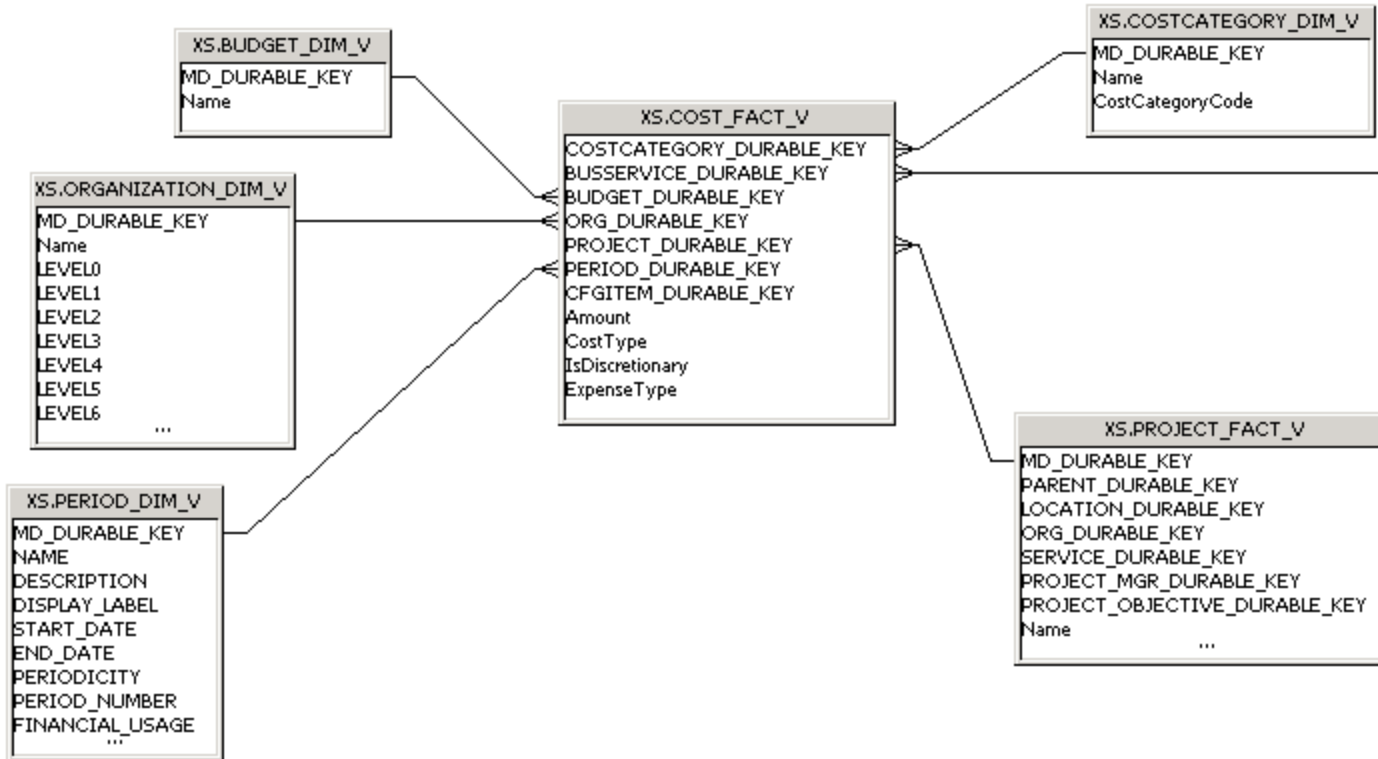 XS.BUDGET_DIM_V
MD_DURABLE_KEY
Name
XS.ORGANIZATION_DIM_V
MD_DURABLE_KEY
Name
LEVEL0
LEVEL1
LEVEL2
LEVEL3
LEVEL4
LEVEL5
LEVEL6
...
XS.PERIOD_DIM_V
MD_DURABLE_KEY
NAME
DESCRIPTION
DISPLAY_LABEL
START_DATE
END_DATE
PERIODICITY
PERIOD_NUMBER
FINANCIAL_USAGE
...
XS.COST_FACT_V
COSTCATEGORY_DURABLE_KEY
BUSSERVICE_DURABLE_KEY
BUDGET_DURABLE_KEY
ORG_DURABLE_KEY
PROJECT_DURABLE_KEY
PERIOD_DURABLE_KEY
CFGITEM_DURABLE_KEY
Amount
CostType
IsDiscretionary
ExpenseType
XS.COSTCATEGORY_DIM_V
MD_DURABLE_KEY
Name
CostCategoryCode
XS.PROJECT_FACT_V
MD_DURABLE_KEY
PARENT_DURABLE_KEY
LOCATION_DURABLE_KEY
ORG_DURABLE_KEY
SERVICE_DURABLE_KEY
PROJECT_MGR_DURABLE_KEY
PROJECT_OBJECTIVE_DURABLE_KEY
Name
...